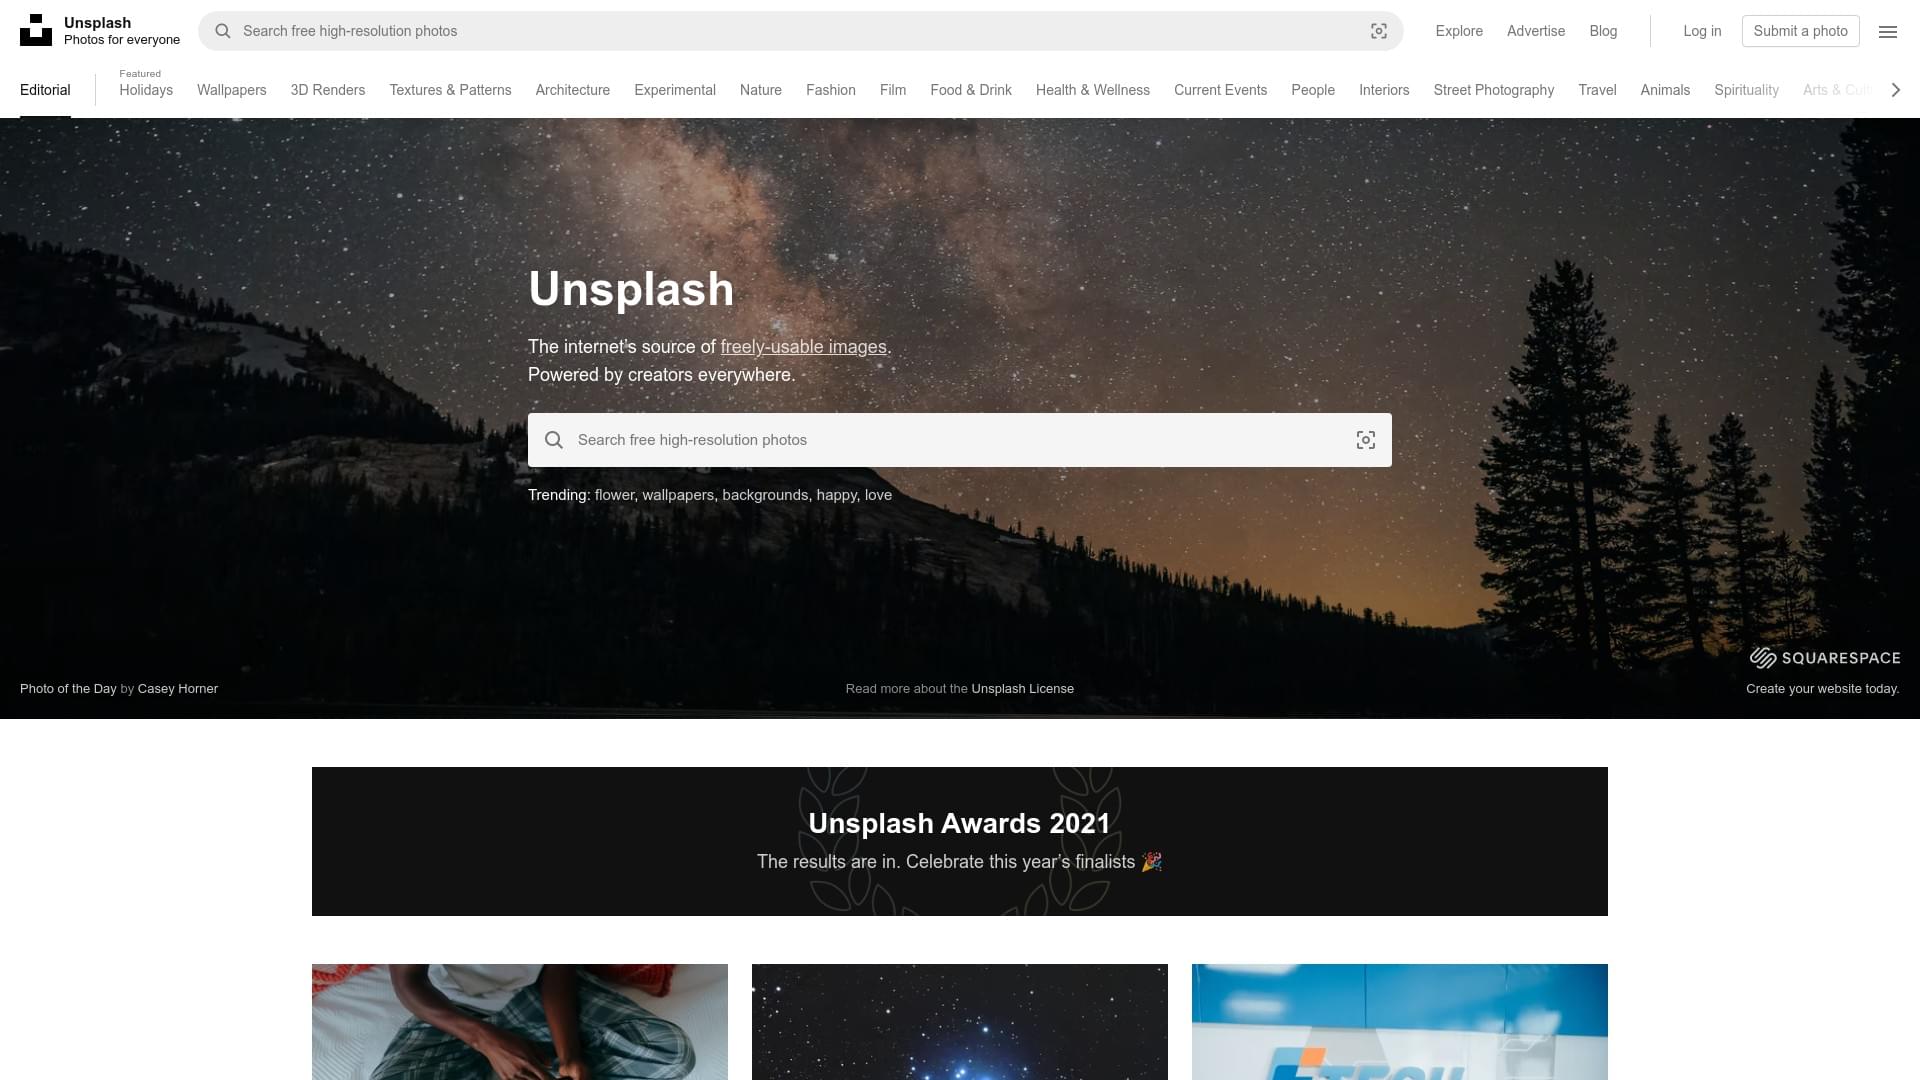 Unsplash
Photos for everyone
Search free high-resolution photos
Explore
Advertise
Blog
Log in
Submit a photo
Editorial
Featured
Holidays
Wallpapers
3D Renders
Textures & Patterns
Architecture
Experimental
Nature
Fashion
Film
Food & Drink
Health & Wellness
Current Events
People
Interiors
Street Photography
Travel
Animals
Spirituality
Arts & Cult
Unsplash
The internet's source of freely-usable images.
Powered by creators everywhere.
Search free high-resolution photos
Trending: flower, wallpapers, backgrounds, happy, love
SQUARESPACE
Photo of the Day by Casey Horner
Read more about the Unsplash License
Create your website today.
Unsplash Awards 2021
The results are in. Celebrate this year's finalists 🎉